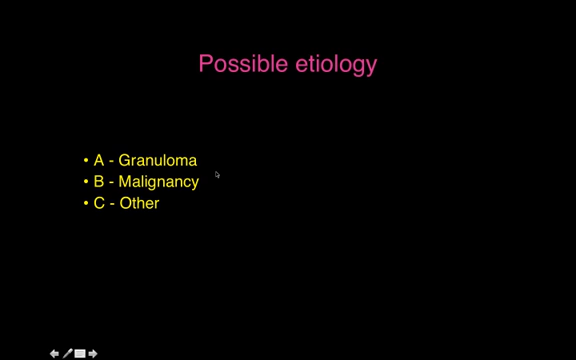 Possible etiology
• A - Granuloma
• B - Malignancy
• C - Other